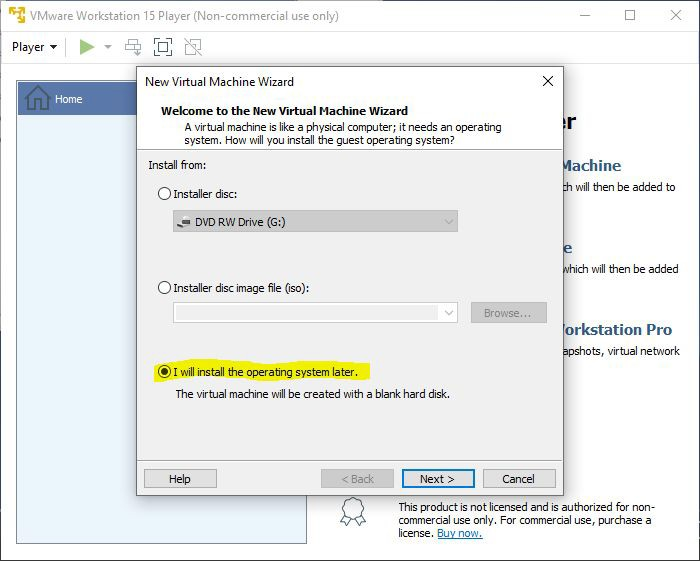 VMware Workstation 15 Player (Non-commercial use only)
Player
Home
New Virtual Machine Wizard
Welcome to the New Virtual Machine Wizard
A virtual machine is like a physical computer; it needs an operating
system. How will you install the guest operating system?
Install from:
Installer disc:
DVD RW Drive (G:)
Installer disc image file (iso):
Browse...
I will install the operating system later.
The virtual machine will be created with a blank hard disk.
Help
< Back
Next >
Cancel
er
Machine
ch will then be added to
e
which will then be added
orkstation Pro
apshots, virtual network
This product is not licensed and is authorized for non-
commercial use only. For commercial use, purchase a
license. Buy now.